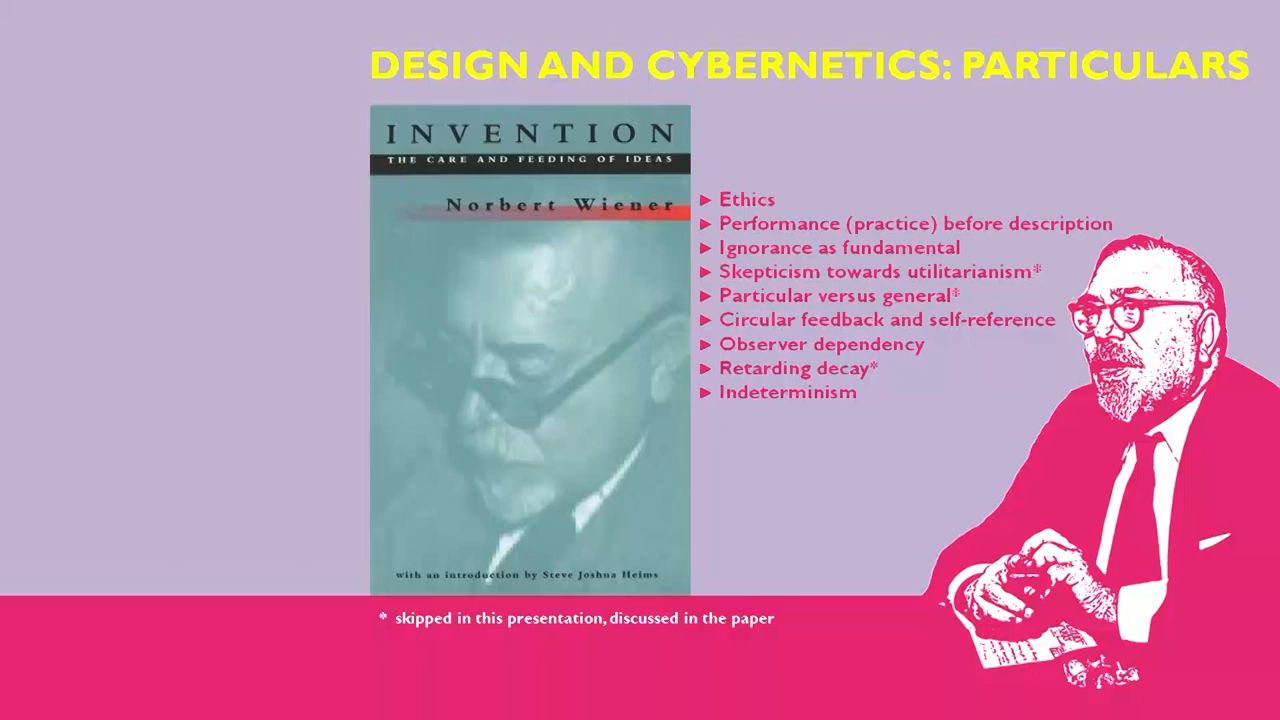 DESIGN AND CYBERNETICS: PARTICULARS
INVENTION
THE CARE AND FEEDING OF IDEAS
Norbert Wiener
with an introduction by Steve Joshua Heims
► Ethics
► Performance (practice) before description
► Ignorance as fundamental
► Skepticism towards utilitarianism*
► Particular versus general*
► Circular feedback and self-reference
► Observer dependency
► Retarding decay*
► Indeterminism
* skipped in this presentation, discussed in the paper